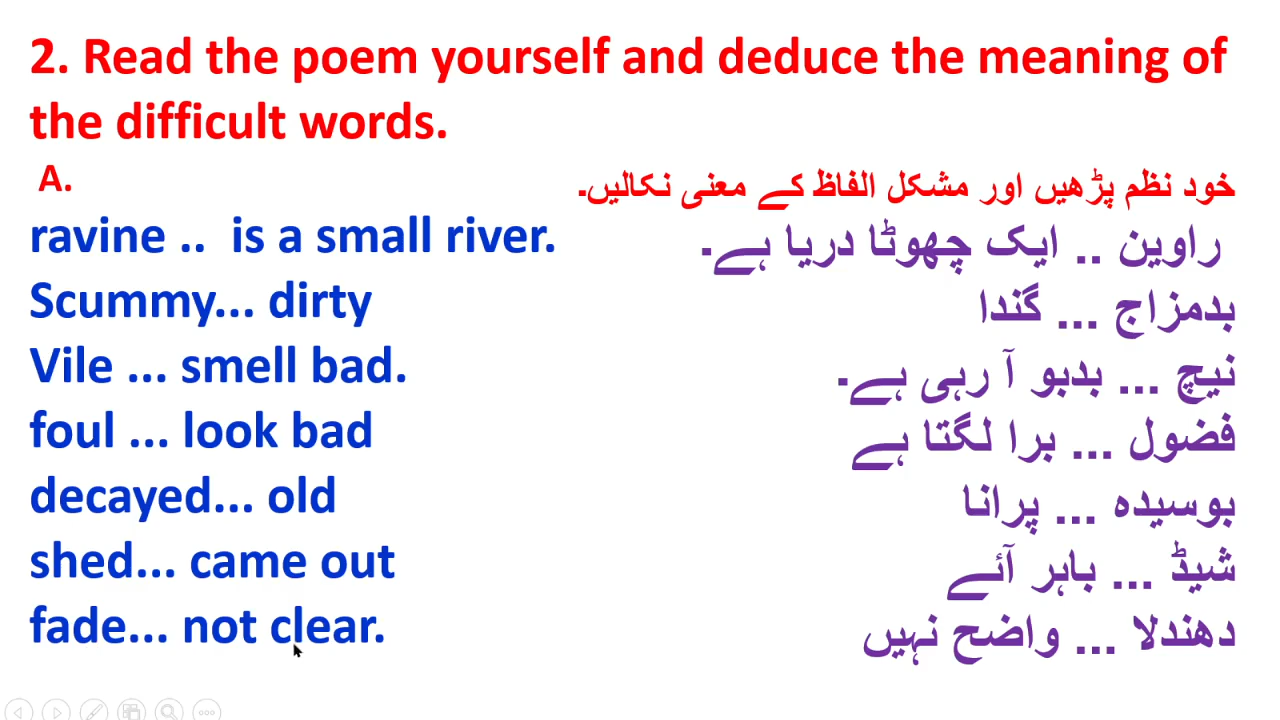 2. Read the poem yourself and deduce the meaning of
the difficult words.
A.
خود نظم پڑھیں اور مشکل الفاظ کے معنی نکالیں۔
ravine ..  is a small river.
راوین .. ایک چھوٹا دریا ہے۔
Scummy... dirty
بدمزاج ... گندا
Vile ... smell bad.
نیچ ... بدبو آ رہی ہے۔
foul ... look bad
فضول ... برا لگتا ہے
decayed... old
بوسیدہ ... پرانا
shed... came out
شیڈ ... باہر آئے
fade... not clear.
دھندلا ... واضح نہیں